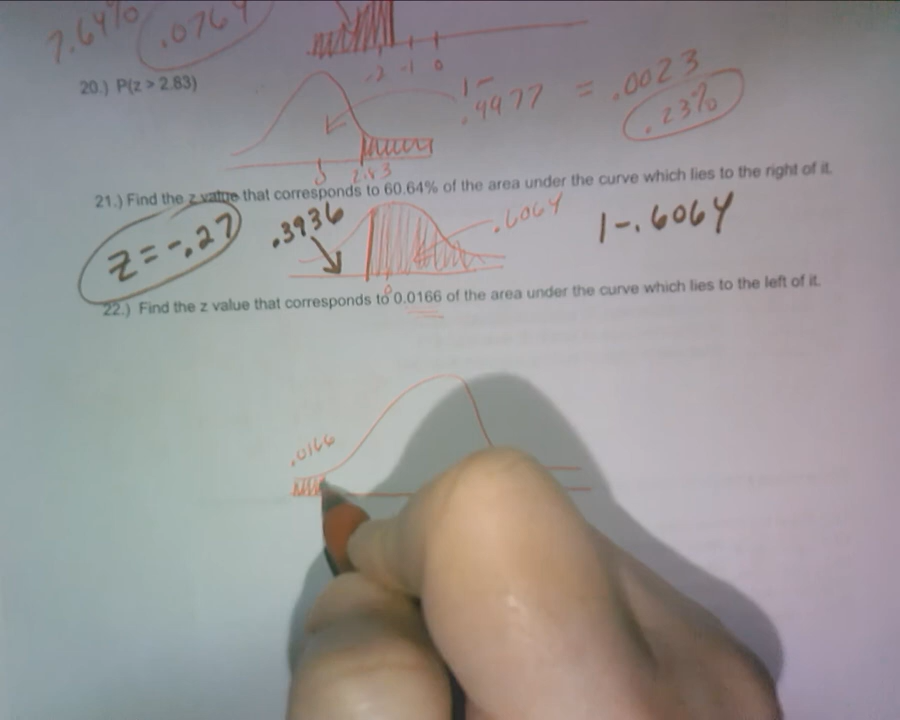 7.64% .0764
-2 -1 0
20.) P(z > 2.83)
1-
.9977 = .0023
.23%
0 2.83
21.) Find the z value that corresponds to 60.64% of the area under the curve which lies to the right of it.
z = -.27 .3936 .6064 1-.6064
0
22.) Find the z value that corresponds to 0.0166 of the area under the curve which lies to the left of it.
.0166